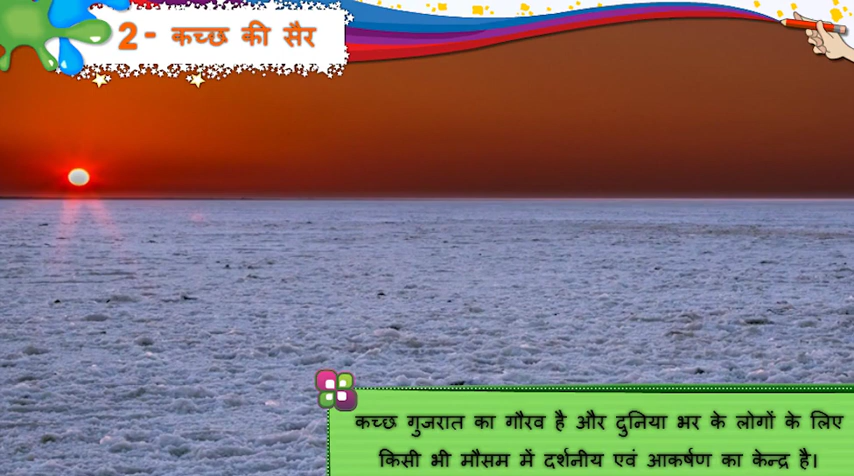 2- कच्छ की सैर
कच्छ गुजरात का गौरव है और दुनिया भर के लोगों के लिए
किसी भी मौसम में दर्शनीय एवं आकर्षण का केन्द्र है।